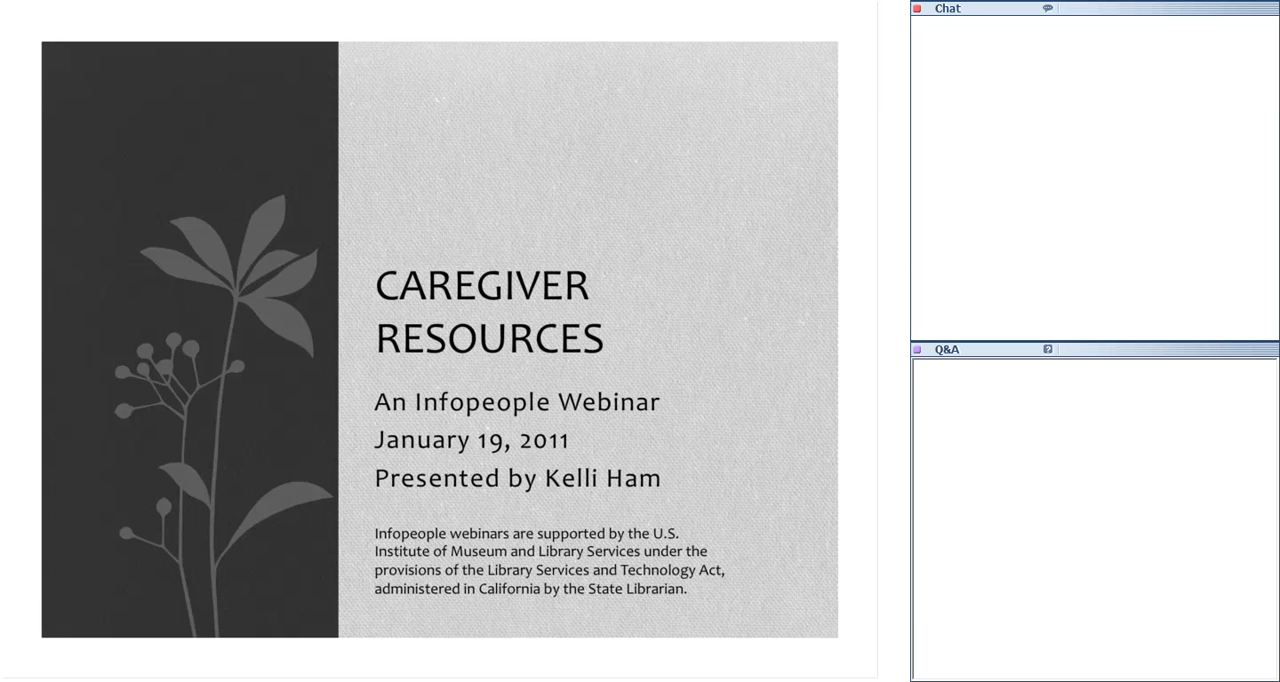 CAREGIVER
RESOURCES
An Infopeople Webinar
January 19, 2011
Presented by Kelli Ham
Infopeople webinars are supported by the U.S.
Institute of Museum and Library Services under the
provisions of the Library Services and Technology Act,
administered in California by the State Librarian.
Chat
Q&A